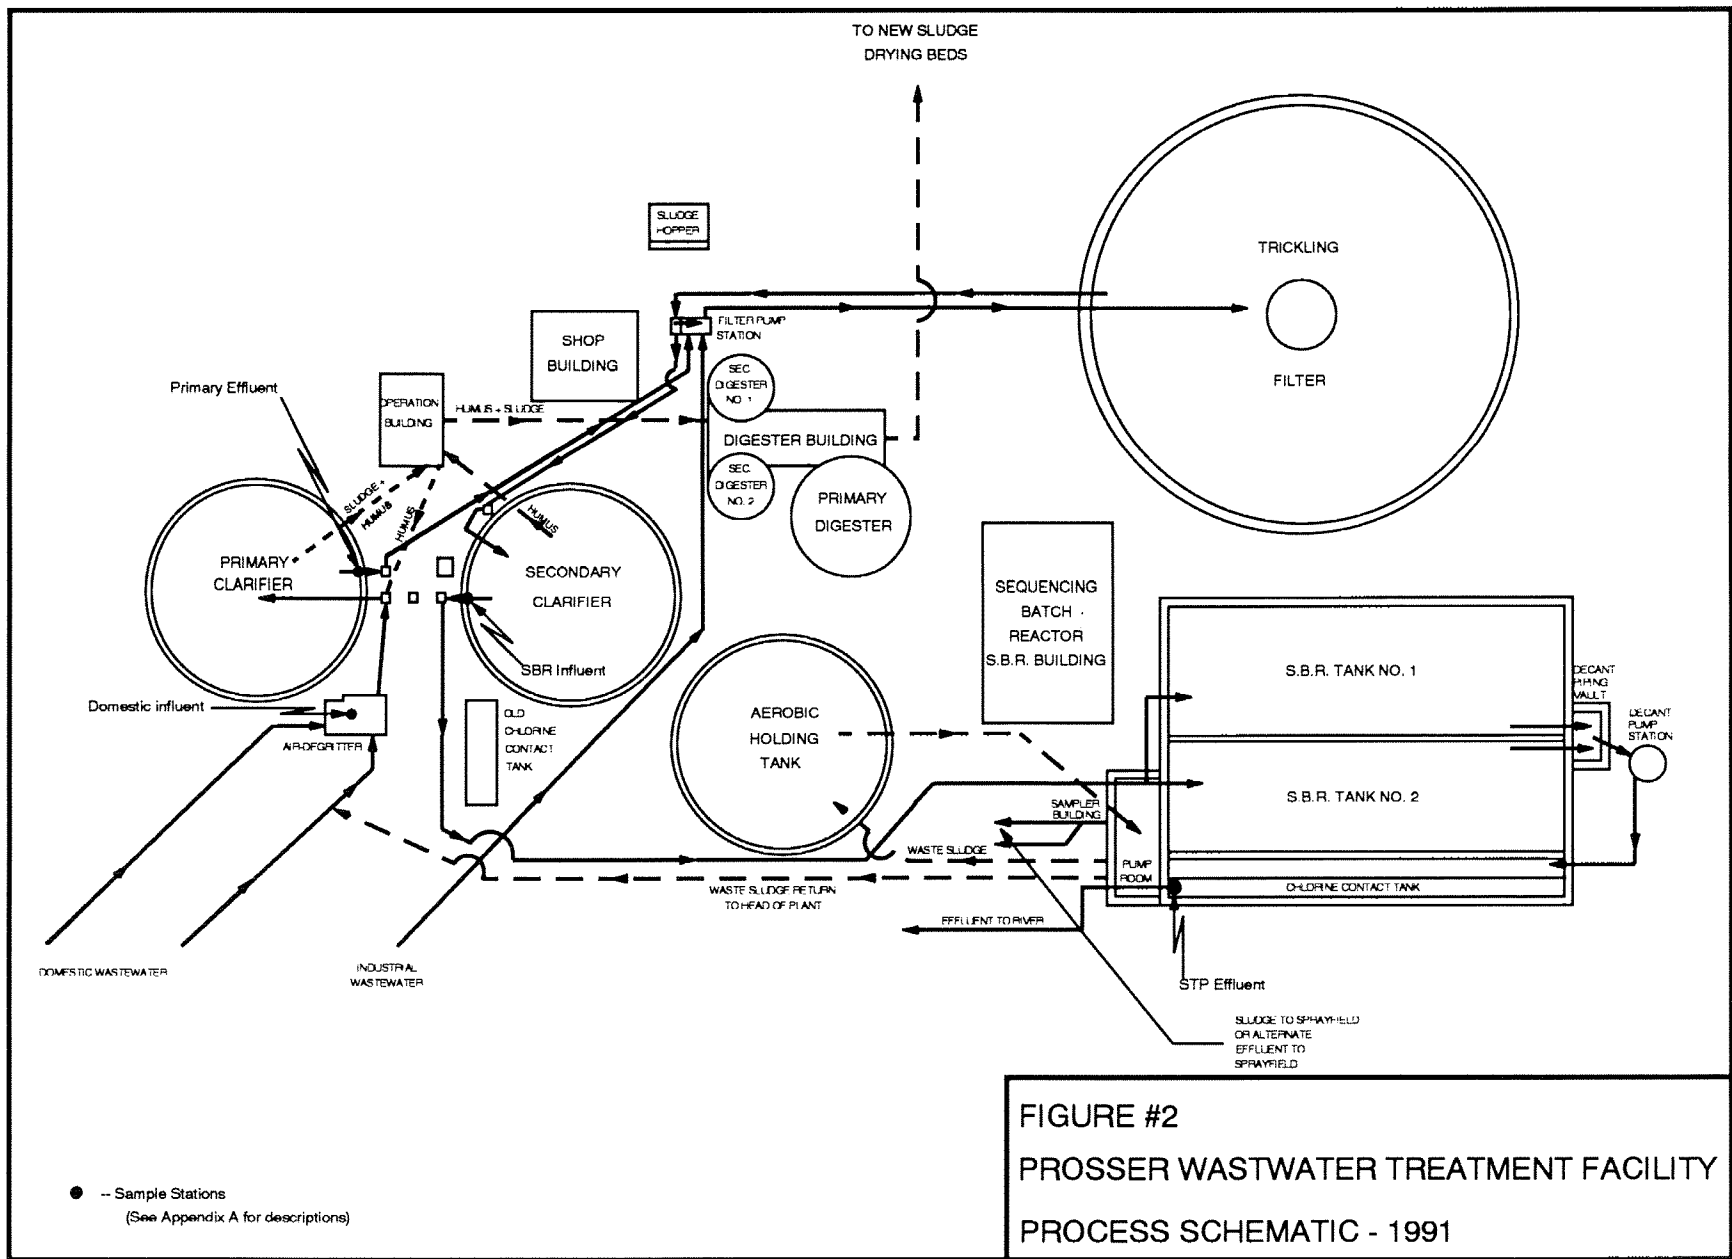 TO NEW SLUDGE
DRYING BEDS
SLUDGE
HOPPER
TRICKLING
FILTER
FILTER PUMP
STATION
SHOP
BUILDING
SEC
DIGESTER
NO. 1
Primary Effluent
OPERATION
BUILDING
HUMUS + SLUDGE
DIGESTER BUILDING
SEC
DIGESTER
NO. 2
PRIMARY
DIGESTER
SLUDGE +
HUMUS
HUMUS
HUMUS
PRIMARY
CLARIFIER
SECONDARY
CLARIFIER
SEQUENCING
BATCH
REACTOR
S.B.R. BUILDING
SBR Influent
S.B.R. TANK NO. 1
DECANT
PIPING
VAULT
DECANT
PUMP
STATION
Domestic influent
AIR-DEGRITTER
OLD
CHLORINE
CONTACT
TANK
AEROBIC
HOLDING
TANK
S.B.R. TANK NO. 2
SAMPLER
BUILDING
WASTE SLUDGE
PUMP
ROOM
WASTE SLUDGE RETURN
TO HEAD OF PLANT
CHLORINE CONTACT TANK
EFFLUENT TO RIVER
DOMESTIC WASTEWATER
INDUSTRIAL
WASTEWATER
STP Effluent
SLUDGE TO SPRAYFIELD
OR ALTERNATE
EFFLUENT TO
SPRAYFIELD
FIGURE #2
PROSSER WASTWATER TREATMENT FACILITY
PROCESS SCHEMATIC - 1991
-- Sample Stations
(See Appendix A for descriptions)